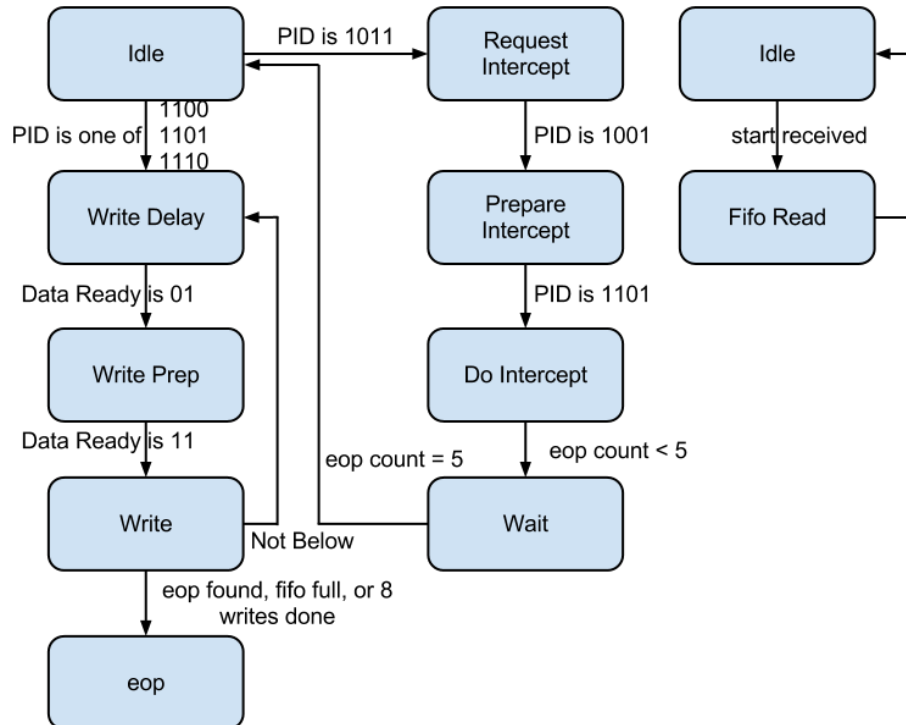 Idle
PID is 1011
Request
Intercept
Idle
PID is one of
1100
1101
1110
PID is 1001
start received
Write Delay
Prepare
Intercept
Fifo Read
Data Ready is 01
PID is 1101
Write Prep
Do Intercept
Data Ready is 11
eop count = 5
eop count < 5
Write
Not Below
Wait
eop found, fifo full, or 8
writes done
eop